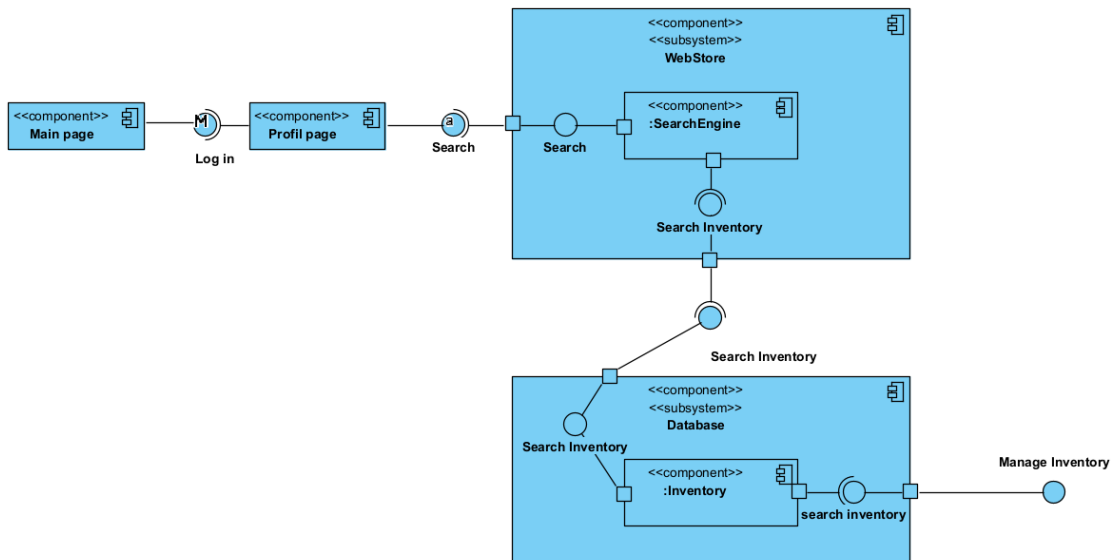 <<component>>
<<subsystem>>
WebStore
<<component>>
Main page
M
Log in
<<component>>
Profil page
a
Search
Search
<<component>>
:SearchEngine
Search Inventory
Search Inventory
<<component>>
<<subsystem>>
Database
Search Inventory
<<component>>
:Inventory
search inventory
Manage Inventory